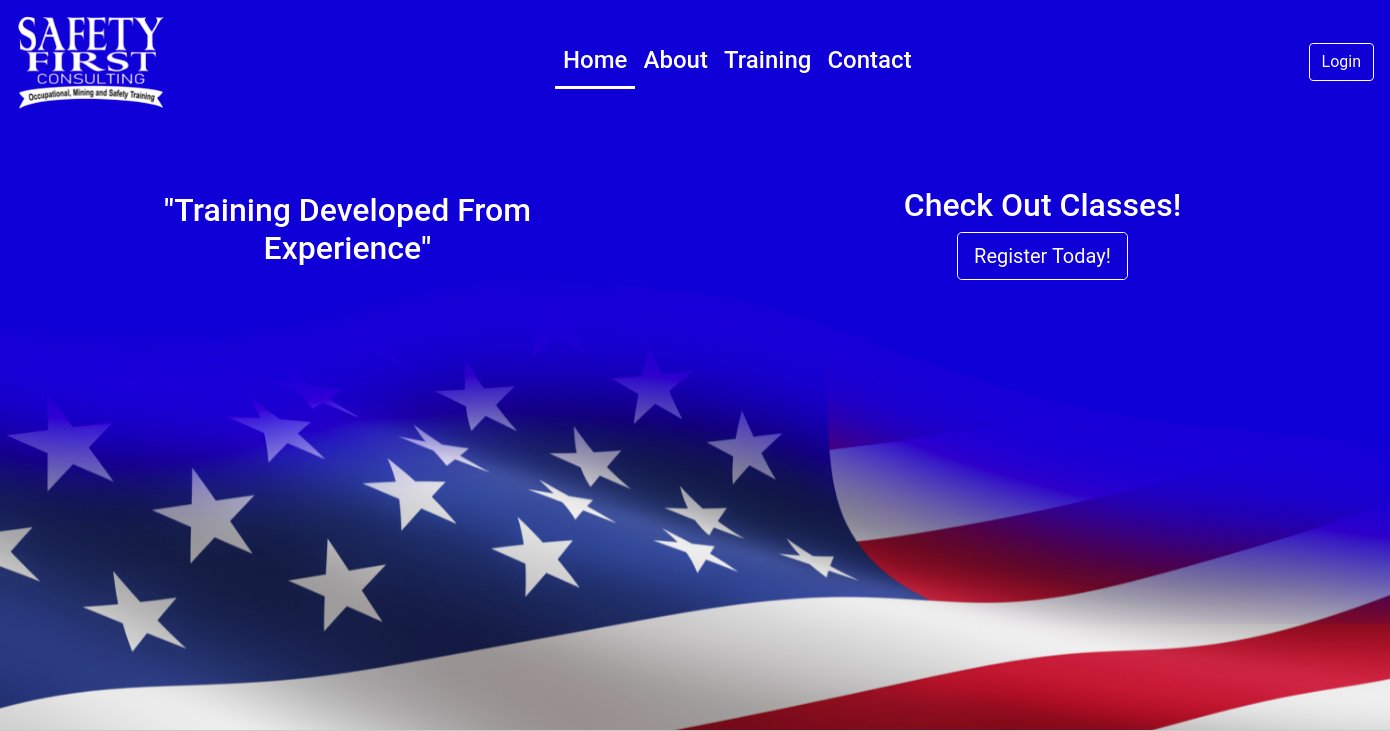 SAFETY
FIRST
CONSULTING
Occupational, Mining and Safety Training
Home About Training Contact
Login
"Training Developed From
Experience"
Check Out Classes!
Register Today!